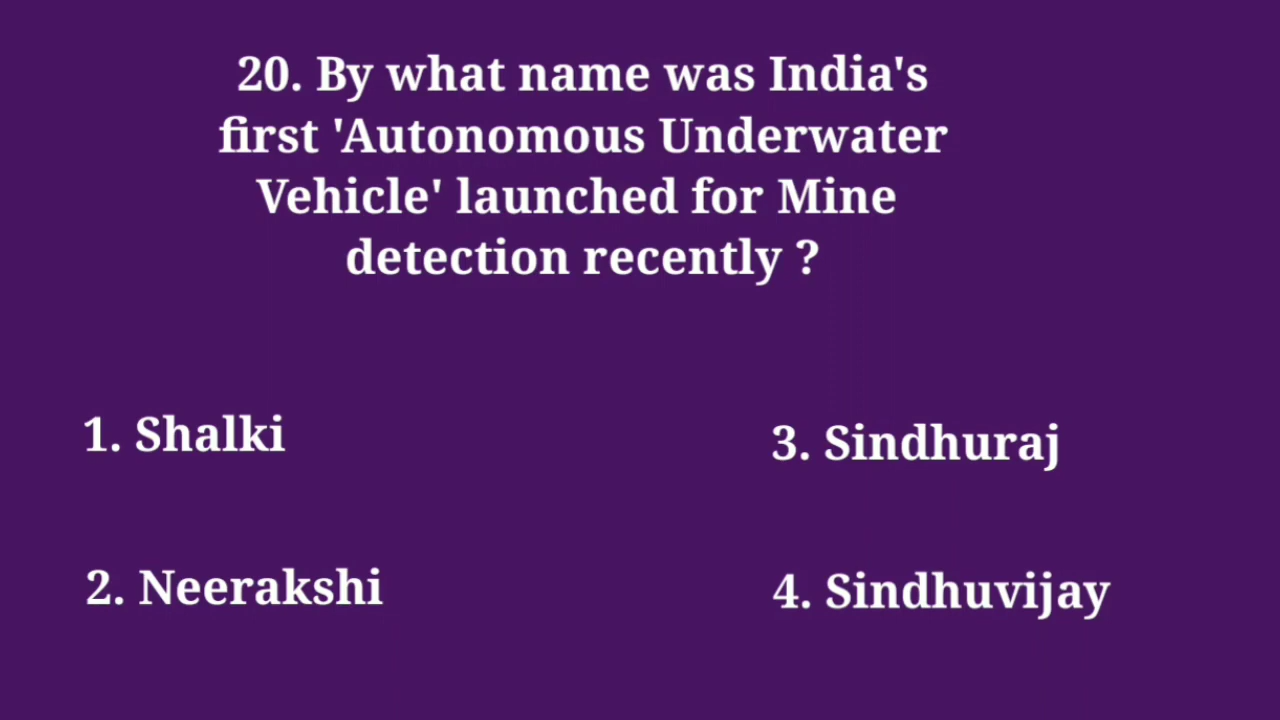 20. By what name was India's
first 'Autonomous Underwater
Vehicle' launched for Mine
detection recently ?
1. Shalki
2. Neerakshi
3. Sindhuraj
4. Sindhuvijay